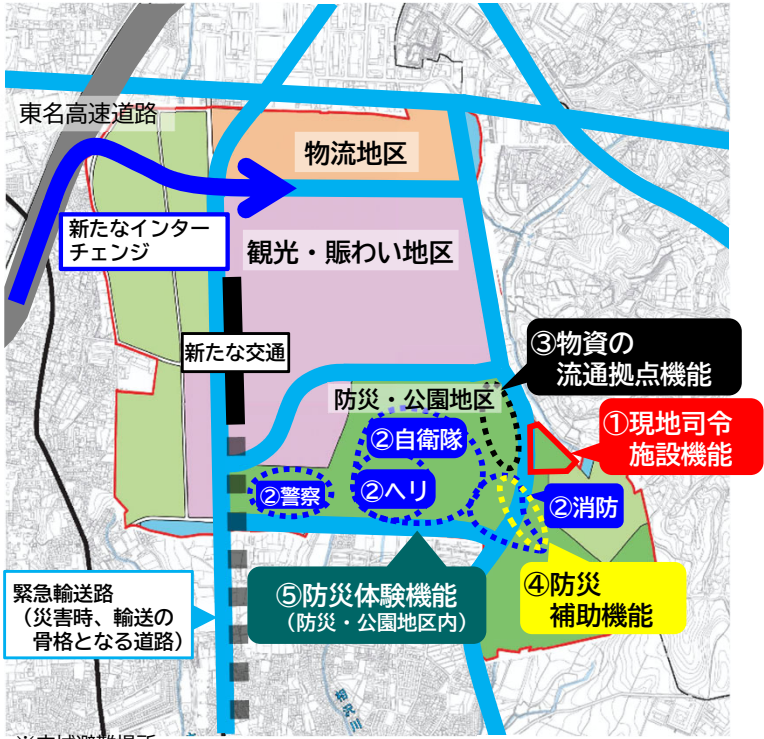 東名高速道路
物流地区
新たなインター
チェンジ
観光・賑わい地区
新たな交通
③物資の
流通拠点機能
防災・公園地区
①現地司令
施設機能
②自衛隊
②警察
②ヘリ
②消防
⑤防災体験機能
(防災・公園地区内)
④防災
補助機能
緊急輸送路
(災害時、輸送の
骨格となる道路)